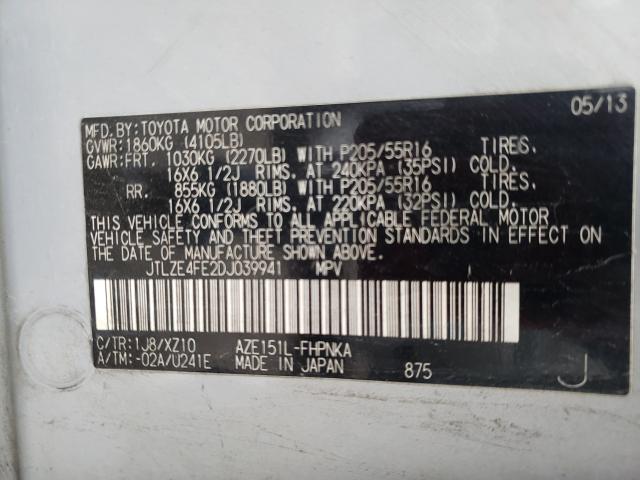 05/13
MFD.BY:TOYOTA MOTOR CORPORATION
GVWR:1860KG (4105LB)
GAWR:FRT. 1030KG (2270LB) WITH P205/55R16 TIRES.
16X6 1/2J RIMS. AT 240KPA (35PSI) COLD.
RR. 855KG (1880LB) WITH P205/55R16 TIRES.
16X6 1/2J RIMS. AT 220KPA (32PSI) COLD.
THIS VEHICLE CONFORMS TO ALL APPLICABLE FEDERAL MOTOR
VEHICLE SAFETY AND THEFT PREVENTION STANDARDS IN EFFECT ON
THE DATE OF MANUFACTURE SHOWN ABOVE.
JTLZE4FE2DJ039941 MPV
C/TR:1J8/XZ10 AZE151L-FHPNKA
A/TM:-02A/U241E MADE IN JAPAN 875
J